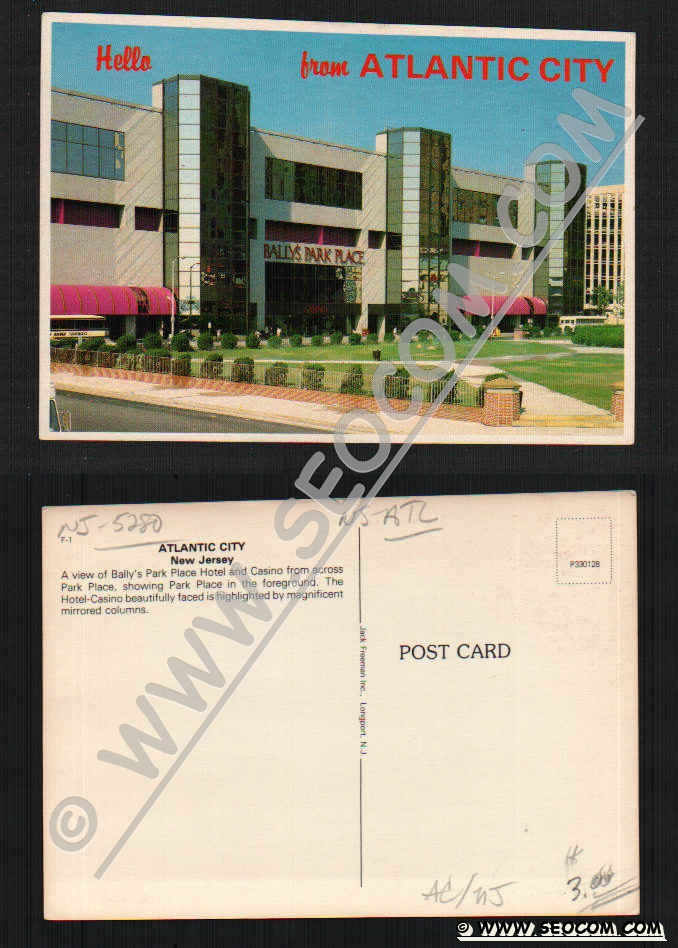 Hello from ATLANTIC CITY
BALLY'S PARK PLACE
© WWW.SEOCOM.COM
NJ-5280
NJ-ATL
F-1
ATLANTIC CITY
New Jersey
A view of Bally's Park Place Hotel and Casino from across
Park Place, showing Park Place in the foreground. The
Hotel-Casino beautifully faced is highlighted by magnificent
mirrored columns.
P330128
POST CARD
Jack Freeman Inc., Longport, N.J.
AC/NJ
3.00
© WWW.SEOCOM.COM